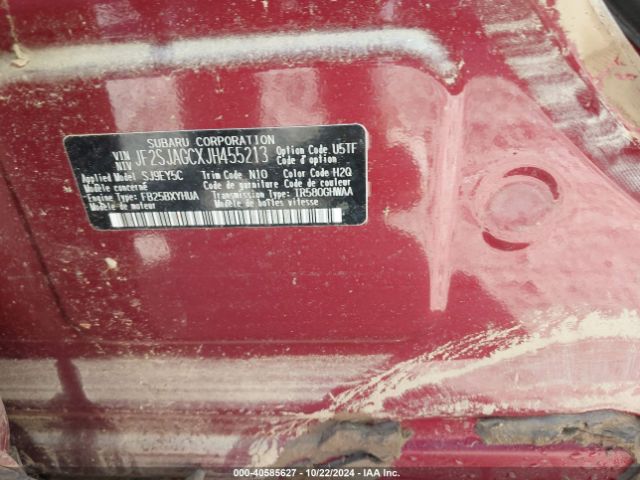 SUBARU CORPORATION
VIN NIV JF2SJAGCXJH455213 Option Code U5TF
Code d'option
Applied Model SJ9EY5C Trim Code N10 Color Code H2Q
Modèle concerné Code de garniture Code de couleur
Engine Type FB25BXYHUA Transmission Type TR580GHWAA
Modèle de moteur Modèle de boîtes vitesse
000-40585627 - 10/22/2024 - IAA Inc.